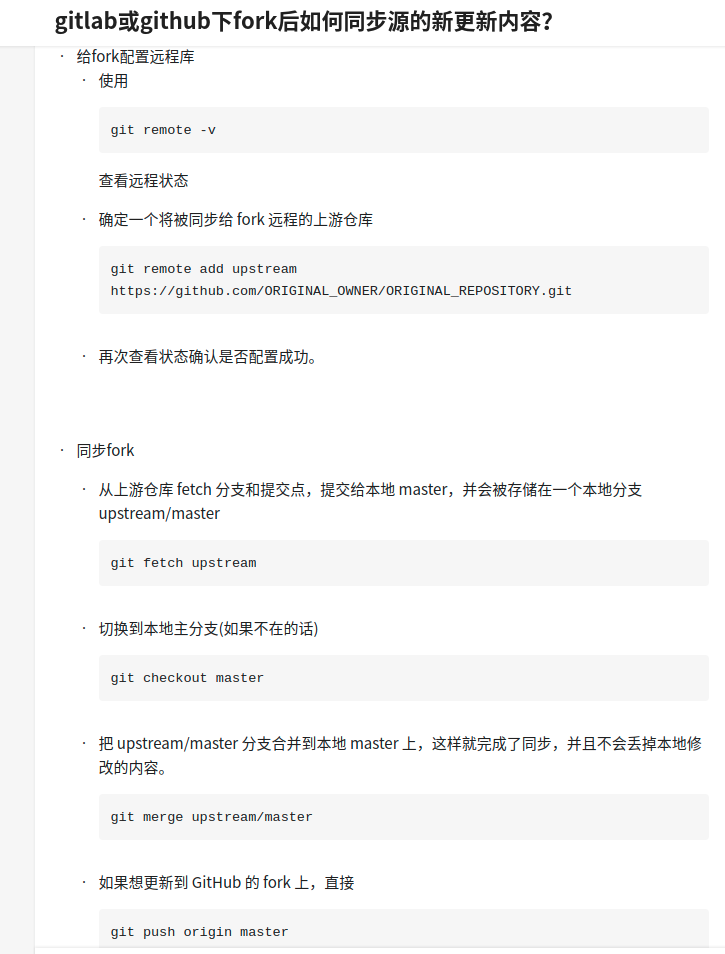 gitlab或github下fork后如何同步源的新更新内容?
· 给fork配置远程库
· 使用
git remote -v
查看远程状态
· 确定一个将被同步给 fork 远程的上游仓库
git remote add upstream
https://github.com/ORIGINAL_OWNER/ORIGINAL_REPOSITORY.git
· 再次查看状态确认是否配置成功。
· 同步fork
· 从上游仓库 fetch 分支和提交点，提交给本地 master，并会被存储在一个本地分支
upstream/master
git fetch upstream
· 切换到本地主分支(如果不在的话)
git checkout master
· 把 upstream/master 分支合并到本地 master 上，这样就完成了同步，并且不会丢掉本地修
改的内容。
git merge upstream/master
· 如果想更新到 GitHub 的 fork 上，直接
git push origin master